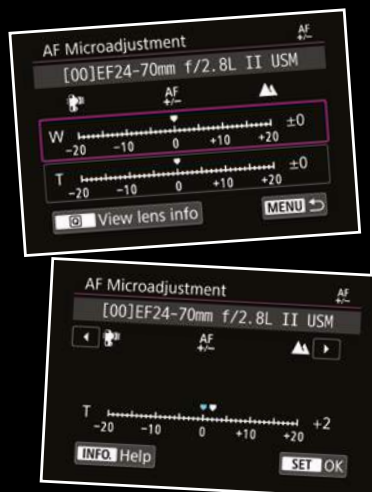 AF Microadjustment AF +/−
[00]EF24-70mm f/2.8L II USM
AF +/−
W ±0
-20 -10 0 +10 +20
T ±0
-20 -10 0 +10 +20
Q View lens info MENU
AF Microadjustment AF +/−
[00]EF24-70mm f/2.8L II USM
AF +/−
T +2
-20 -10 0 +10 +20
INFO. Help SET OK